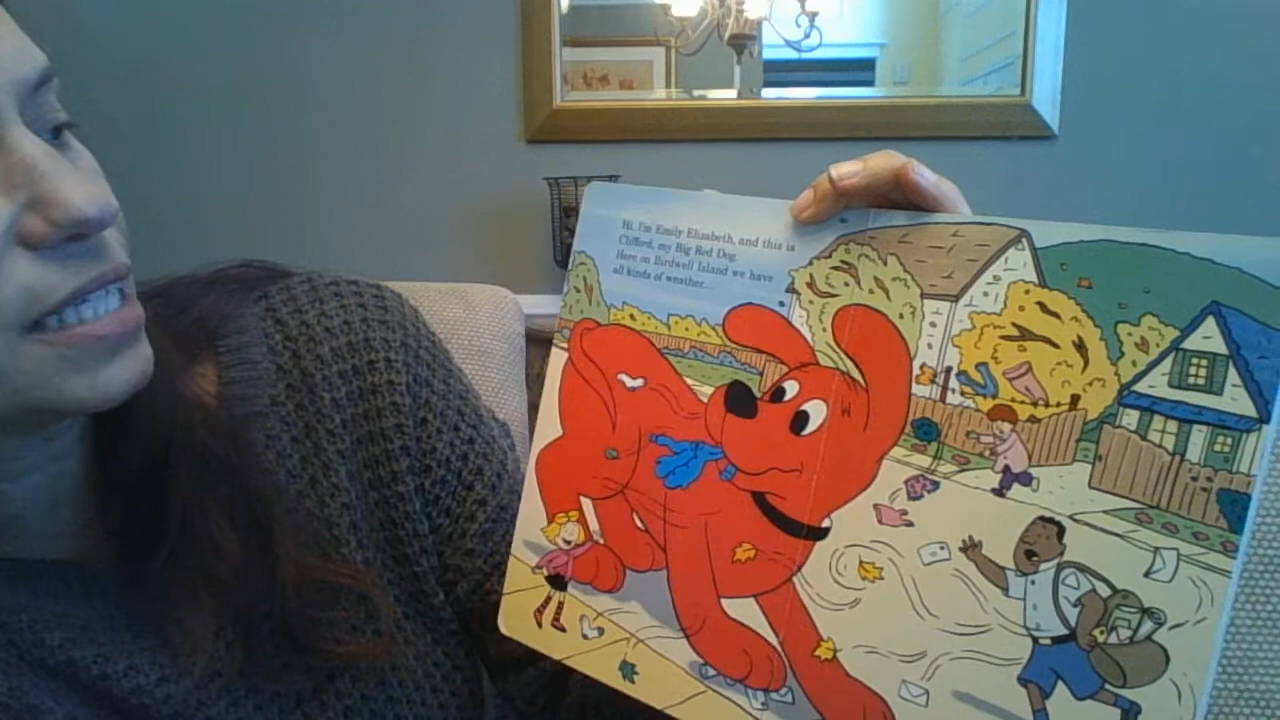 Hi, I'm Emily Elizabeth, and this is
Clifford, my Big Red Dog.
Here on Birdwell Island we have
all kinds of weather...